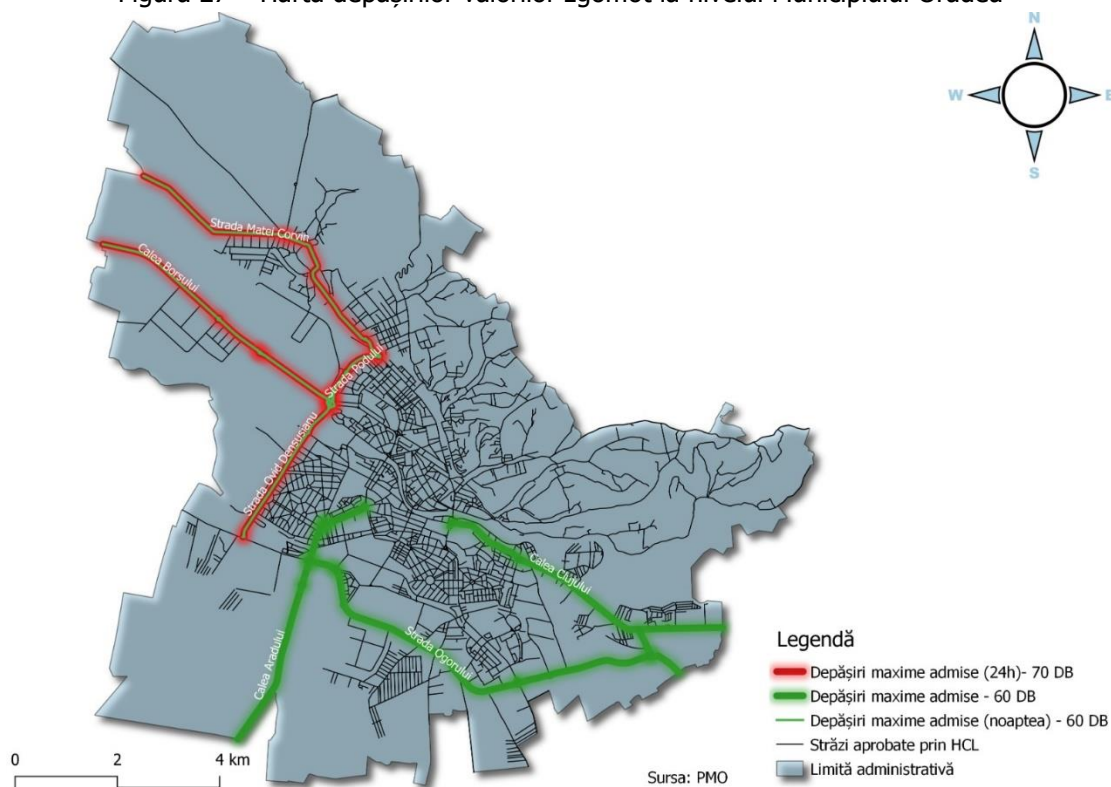 Figura 27 – Harta depășirilor valorilor zgomot la nivelul Municipiului Oradea
N
W
E
S
Strada Matei Corvin
Calea Borsului
Strada Podului
Strada Ovid Densusianu
Calea Clujului
Strada Ogorului
Calea Aradului
Legendă
Depășiri maxime admise (24h)- 70 DB
Depășiri maxime admise - 60 DB
Depășiri maxime admise (noaptea) - 60 DB
Străzi aprobate prin HCL
Limită administrativă
0 2 4 km
Sursa: PMO